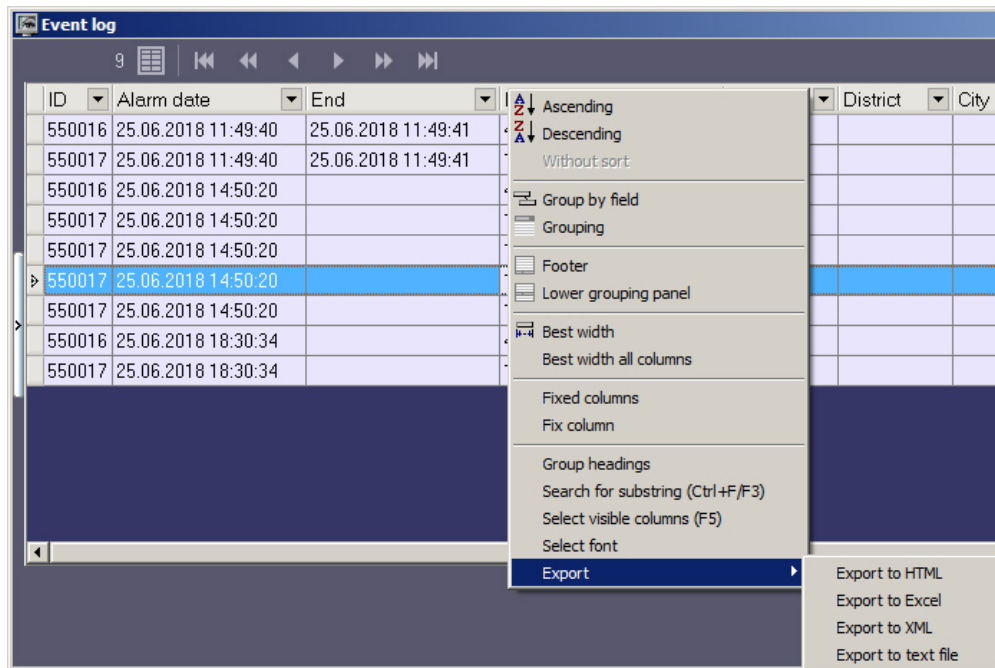 Event log
9
ID Alarm date End District City
550016 25.06.2018 11:49:40 25.06.2018 11:49:41
550017 25.06.2018 11:49:40 25.06.2018 11:49:41
550016 25.06.2018 14:50:20
550017 25.06.2018 14:50:20
550017 25.06.2018 14:50:20
550017 25.06.2018 14:50:20
550017 25.06.2018 14:50:20
550016 25.06.2018 18:30:34
550017 25.06.2018 18:30:34
Ascending
Descending
Without sort
Group by field
Grouping
Footer
Lower grouping panel
Best width
Best width all columns
Fixed columns
Fix column
Group headings
Search for substring (Ctrl+F/F3)
Select visible columns (F5)
Select font
Export
Export to HTML
Export to Excel
Export to XML
Export to text file